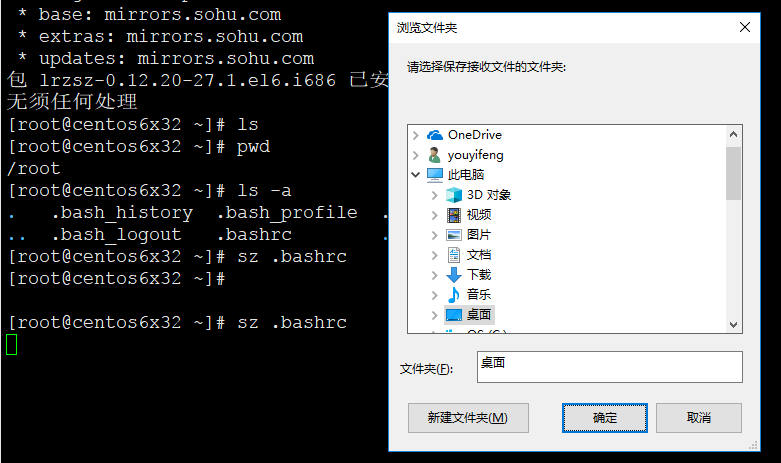 * base: mirrors.sohu.com
* extras: mirrors.sohu.com
* updates: mirrors.sohu.com
包 lrzsz-0.12.20-27.1.el6.i686 已安
无须任何处理
[root@centos6x32 ~]# ls
[root@centos6x32 ~]# pwd
/root
[root@centos6x32 ~]# ls -a
. .bash_history .bash_profile .
.. .bash_logout .bashrc .
[root@centos6x32 ~]# sz .bashrc
[root@centos6x32 ~]#
[root@centos6x32 ~]# sz .bashrc
浏览文件夹
请选择保存接收文件的文件夹:
OneDrive
youyifeng
此电脑
3D 对象
视频
图片
文档
下载
音乐
桌面
文件夹(F):
桌面
新建文件夹(M)
确定
取消